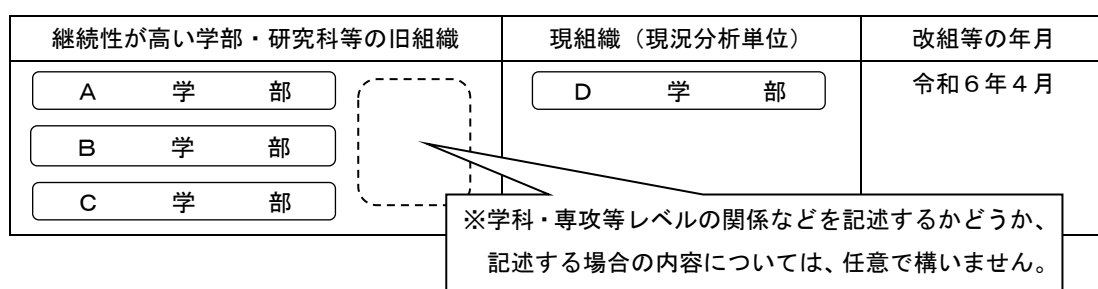 継続性が高い学部・研究科等の旧組織 現組織（現況分析単位） 改組等の年月
Ａ 学 部 Ｄ 学 部 令和６年４月
Ｂ 学 部
Ｃ 学 部
※学科・専攻等レベルの関係などを記述するかどうか、
記述する場合の内容については、任意で構いません。